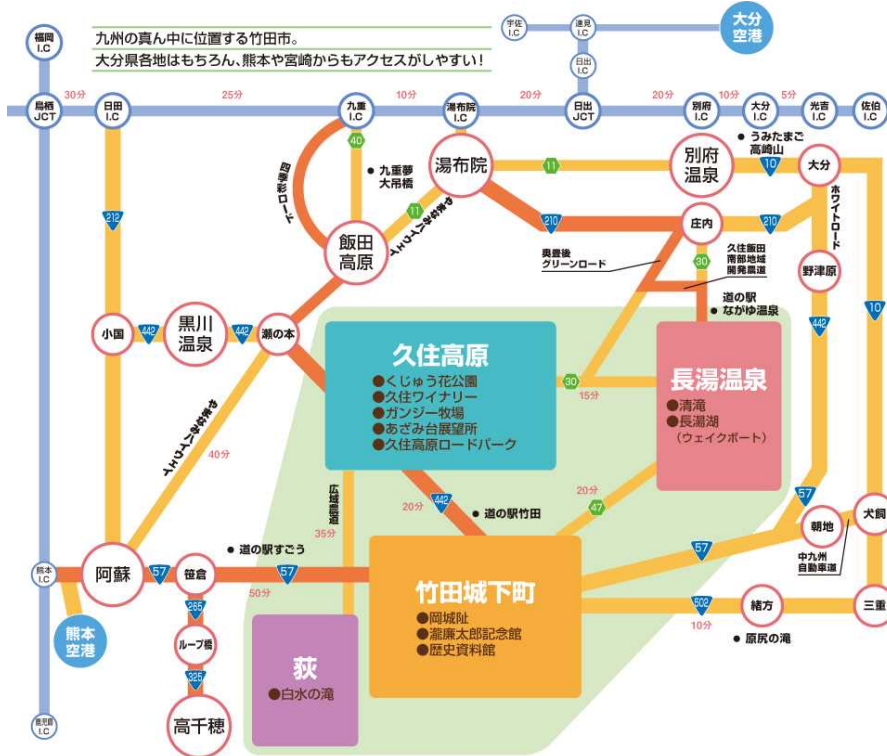 九州の真ん中に位置する竹田市。
大分県各地はもちろん、熊本や宮崎からもアクセスがしやすい！
福岡
I.C
宇佐
I.C
速見
I.C
大分
空港
日出
I.C
鳥栖
JCT
30分
日田
I.C
25分
九重
I.C
10分
湯布院
I.C
20分
日出
JCT
20分
別府
I.C
10分
大分
I.C
5分
光吉
I.C
佐伯
I.C
うみたまご
高崎山
40
九重夢
大吊橋
湯布院
11
別府
温泉
10
大分
四季彩ロード
11
やまなみハイウェイ
212
210
庄内
210
ホワイトロード
飯田
高原
奥豊後
グリーンロード
30
久住飯田
南部地域
開発農道
野津原
10
道の駅
ながゆ温泉
小国
442
黒川
温泉
442
瀬の本
442
久住高原
●くじゅう花公園
●久住ワイナリー
●ガンジー牧場
●あざみ台展望所
●久住高原ロードパーク
30
15分
長湯温泉
●清滝
●長湯湖
（ウェイクボート）
やまなみハイウェイ
40分
広域農道
35分
20分
442
道の駅竹田
20分
47
57
朝地
犬飼
中九州
自動車道
道の駅すごう
熊本
I.C
阿蘇
57
笹倉
57
50分
57
竹田城下町
●岡城阯
●瀧廉太郎記念館
●歴史資料館
502
10分
緒方
三重
原尻の滝
熊本
空港
265
ループ橋
325
高千穂
荻
●白水の滝
鹿児島
I.C